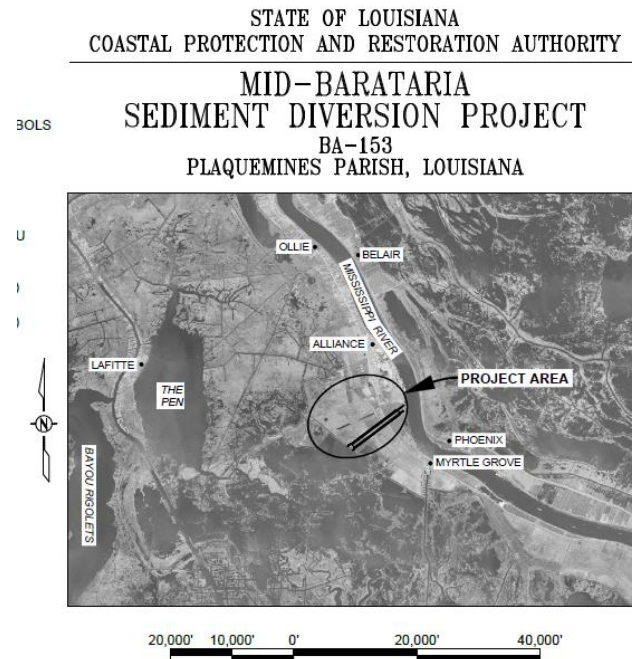 STATE OF LOUISIANA
COASTAL PROTECTION AND RESTORATION AUTHORITY
MID-BARATARIA
SEDIMENT DIVERSION PROJECT
BA-153
PLAQUEMINES PARISH, LOUISIANA
BOLS
U
)
)
OLLIE
BELAIR
MISSISSIPPI RIVER
ALLIANCE
LAFITTE
THE
PEN
PROJECT AREA
PHOENIX
MYRTLE GROVE
N
BAYOU RIGOLETS
20,000' 10,000' 0' 20,000' 40,000'